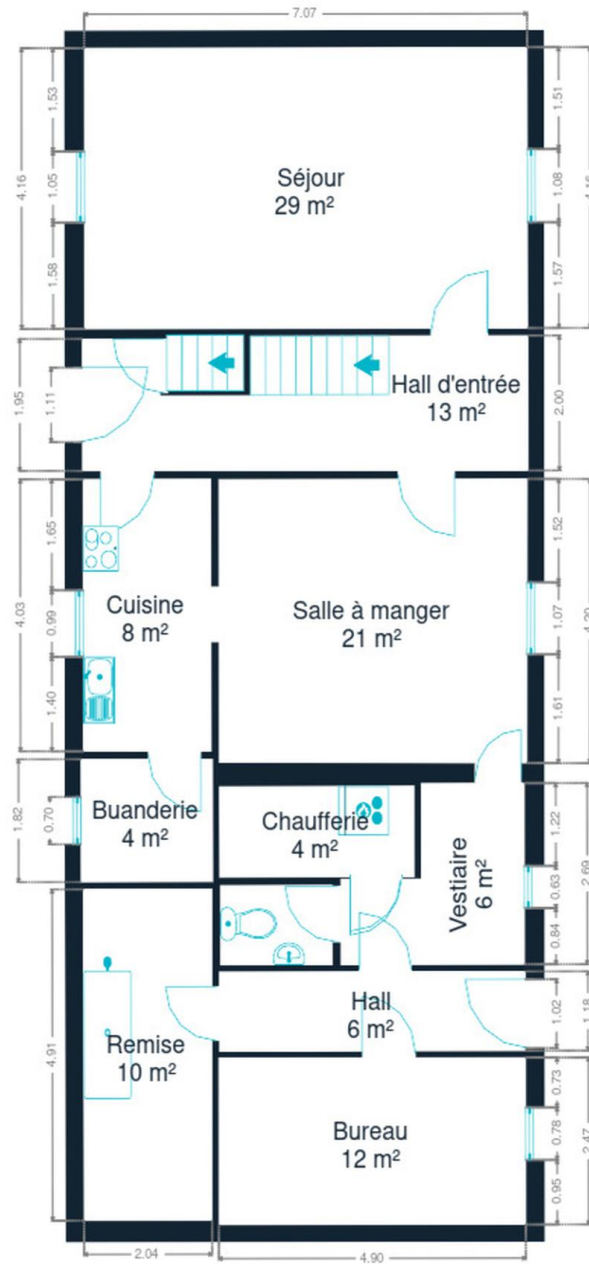 7.07
1.53
4.16
1.05
1.58
1.51
1.08
4.16
1.57
Séjour
29 m²
1.95
1.11
Hall d'entrée
13 m²
2.00
1.65
4.03
0.99
1.40
Cuisine
8 m²
Salle à manger
21 m²
1.52
1.07
4.20
1.61
1.82
0.70
Buanderie
4 m²
Chaufferie
4 m²
Vestiaire
6 m²
1.22
0.63
2.69
0.84
Hall
6 m²
1.02
1.18
4.91
Remise
10 m²
Bureau
12 m²
0.73
0.78
2.47
0.95
2.04
4.90